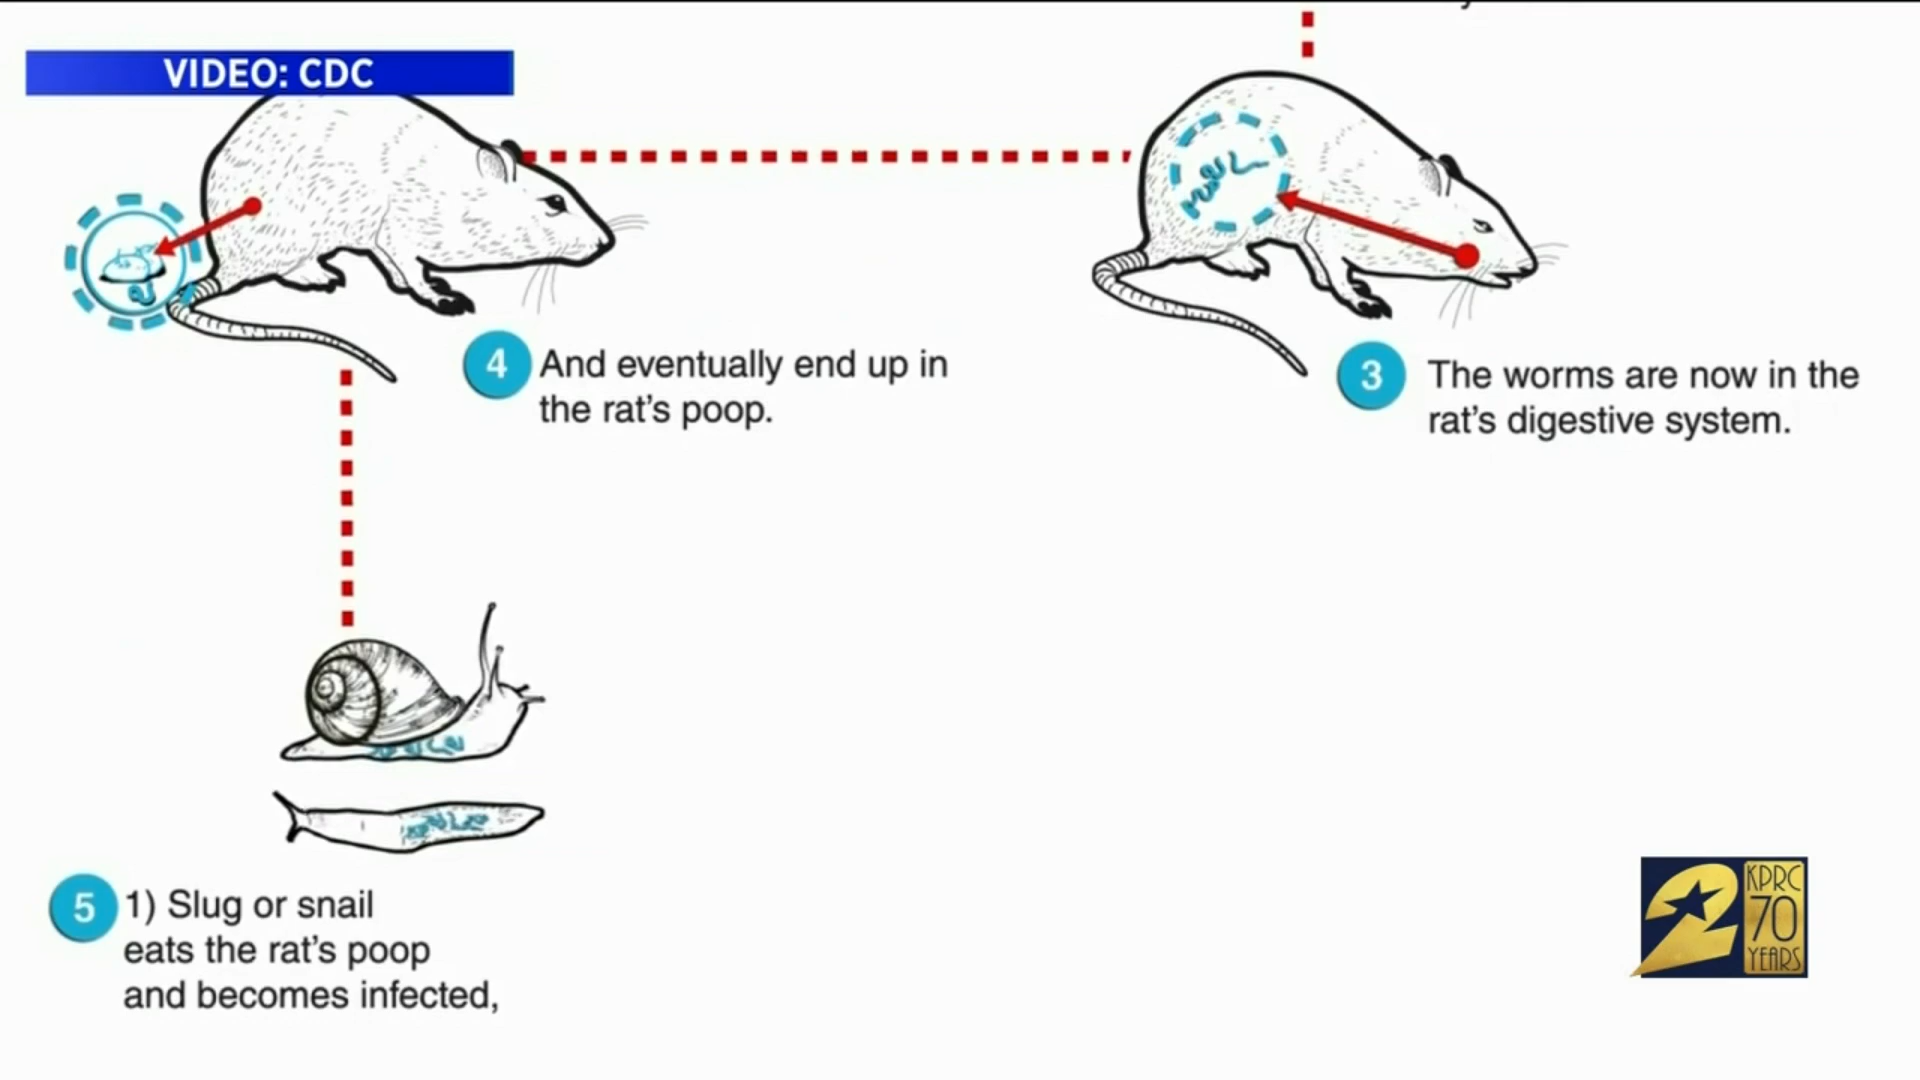 VIDEO: CDC
4 And eventually end up in
the rat's poop.
3 The worms are now in the
rat's digestive system.
5 1) Slug or snail
eats the rat's poop
and becomes infected,
2 KPRC
70
YEARS